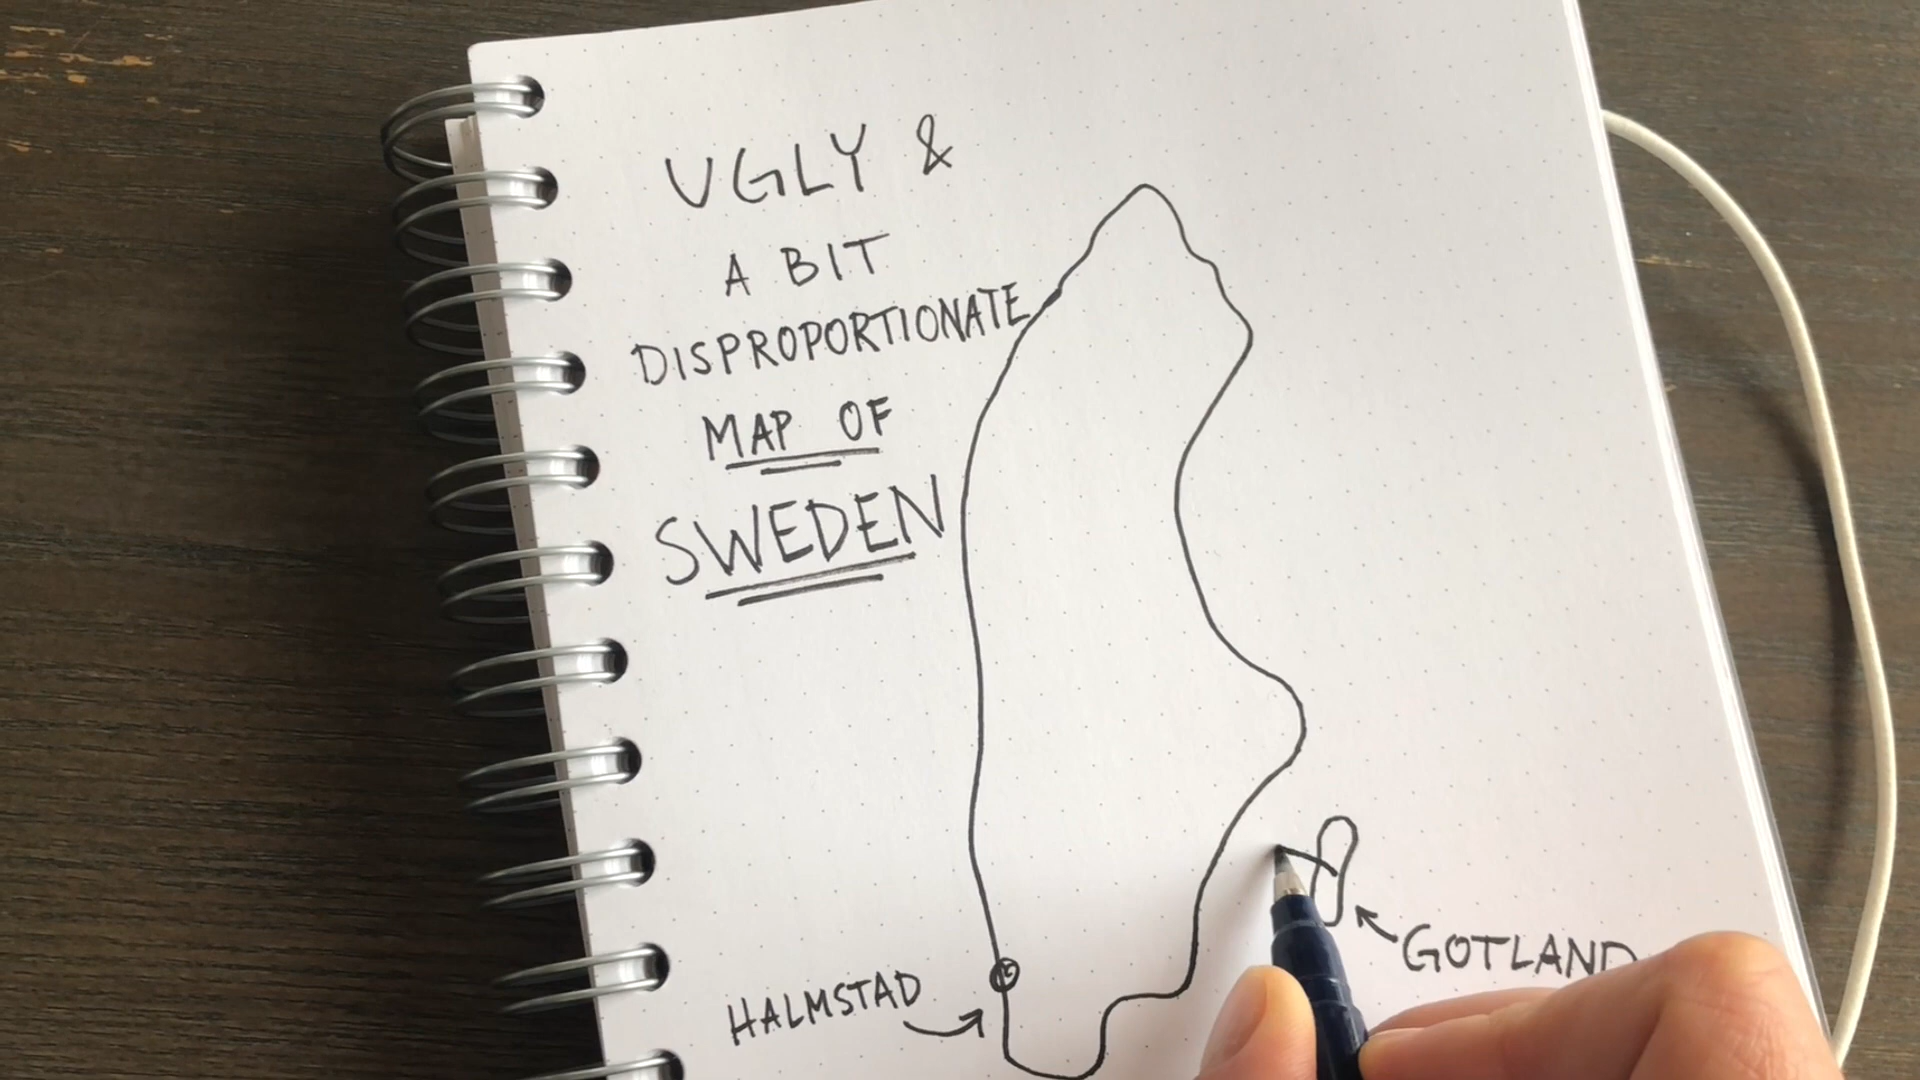 UGLY &
A BIT
DISPROPORTIONATE
MAP OF
SWEDEN
HALMSTAD
GOTLAND